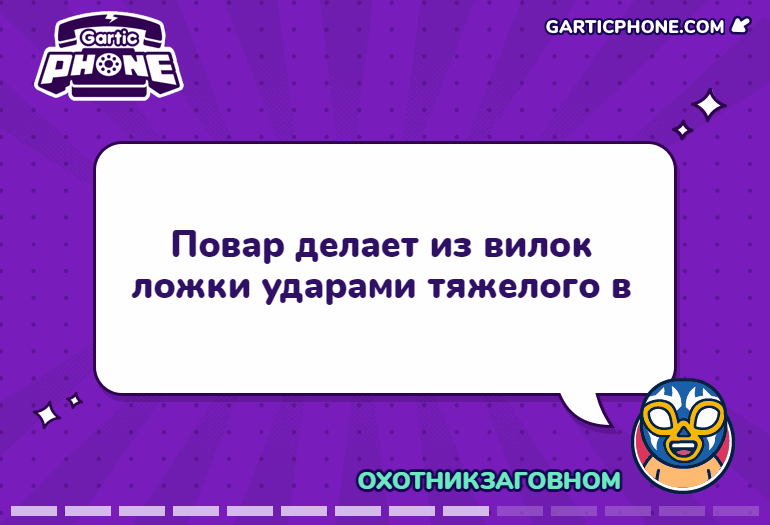 Gartic
PHONE
GARTICPHONE.COM
Повар делает из вилок
ложки ударами тяжелого в
ОХОТНИКЗАГОВНОМ